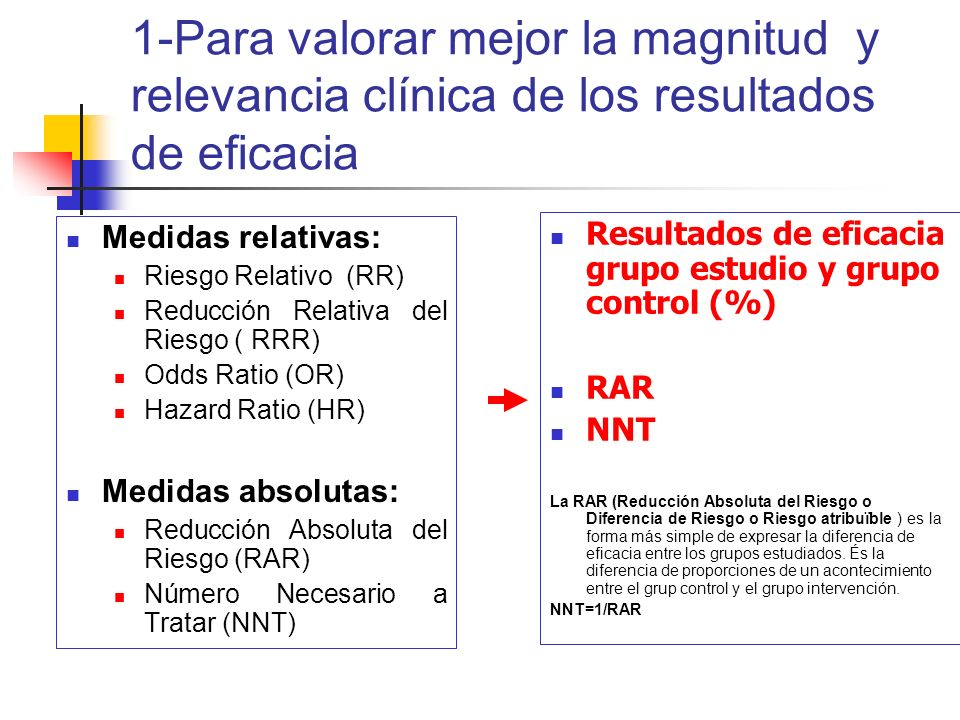 1-Para valorar mejor la magnitud y
relevancia clínica de los resultados
de eficacia
Medidas relativas:
Riesgo Relativo (RR)
Reducción Relativa del
Riesgo ( RRR)
Odds Ratio (OR)
Hazard Ratio (HR)
Medidas absolutas:
Reducción Absoluta del
Riesgo (RAR)
Número Necesario a
Tratar (NNT)
Resultados de eficacia
grupo estudio y grupo
control (%)
RAR
NNT
La RAR (Reducción Absoluta del Riesgo o
Diferencia de Riesgo o Riesgo atribuïble ) es la
forma más simple de expresar la diferencia de
eficacia entre los grupos estudiados. És la
diferencia de proporciones de un acontecimiento
entre el grup control y el grupo intervención.
NNT=1/RAR